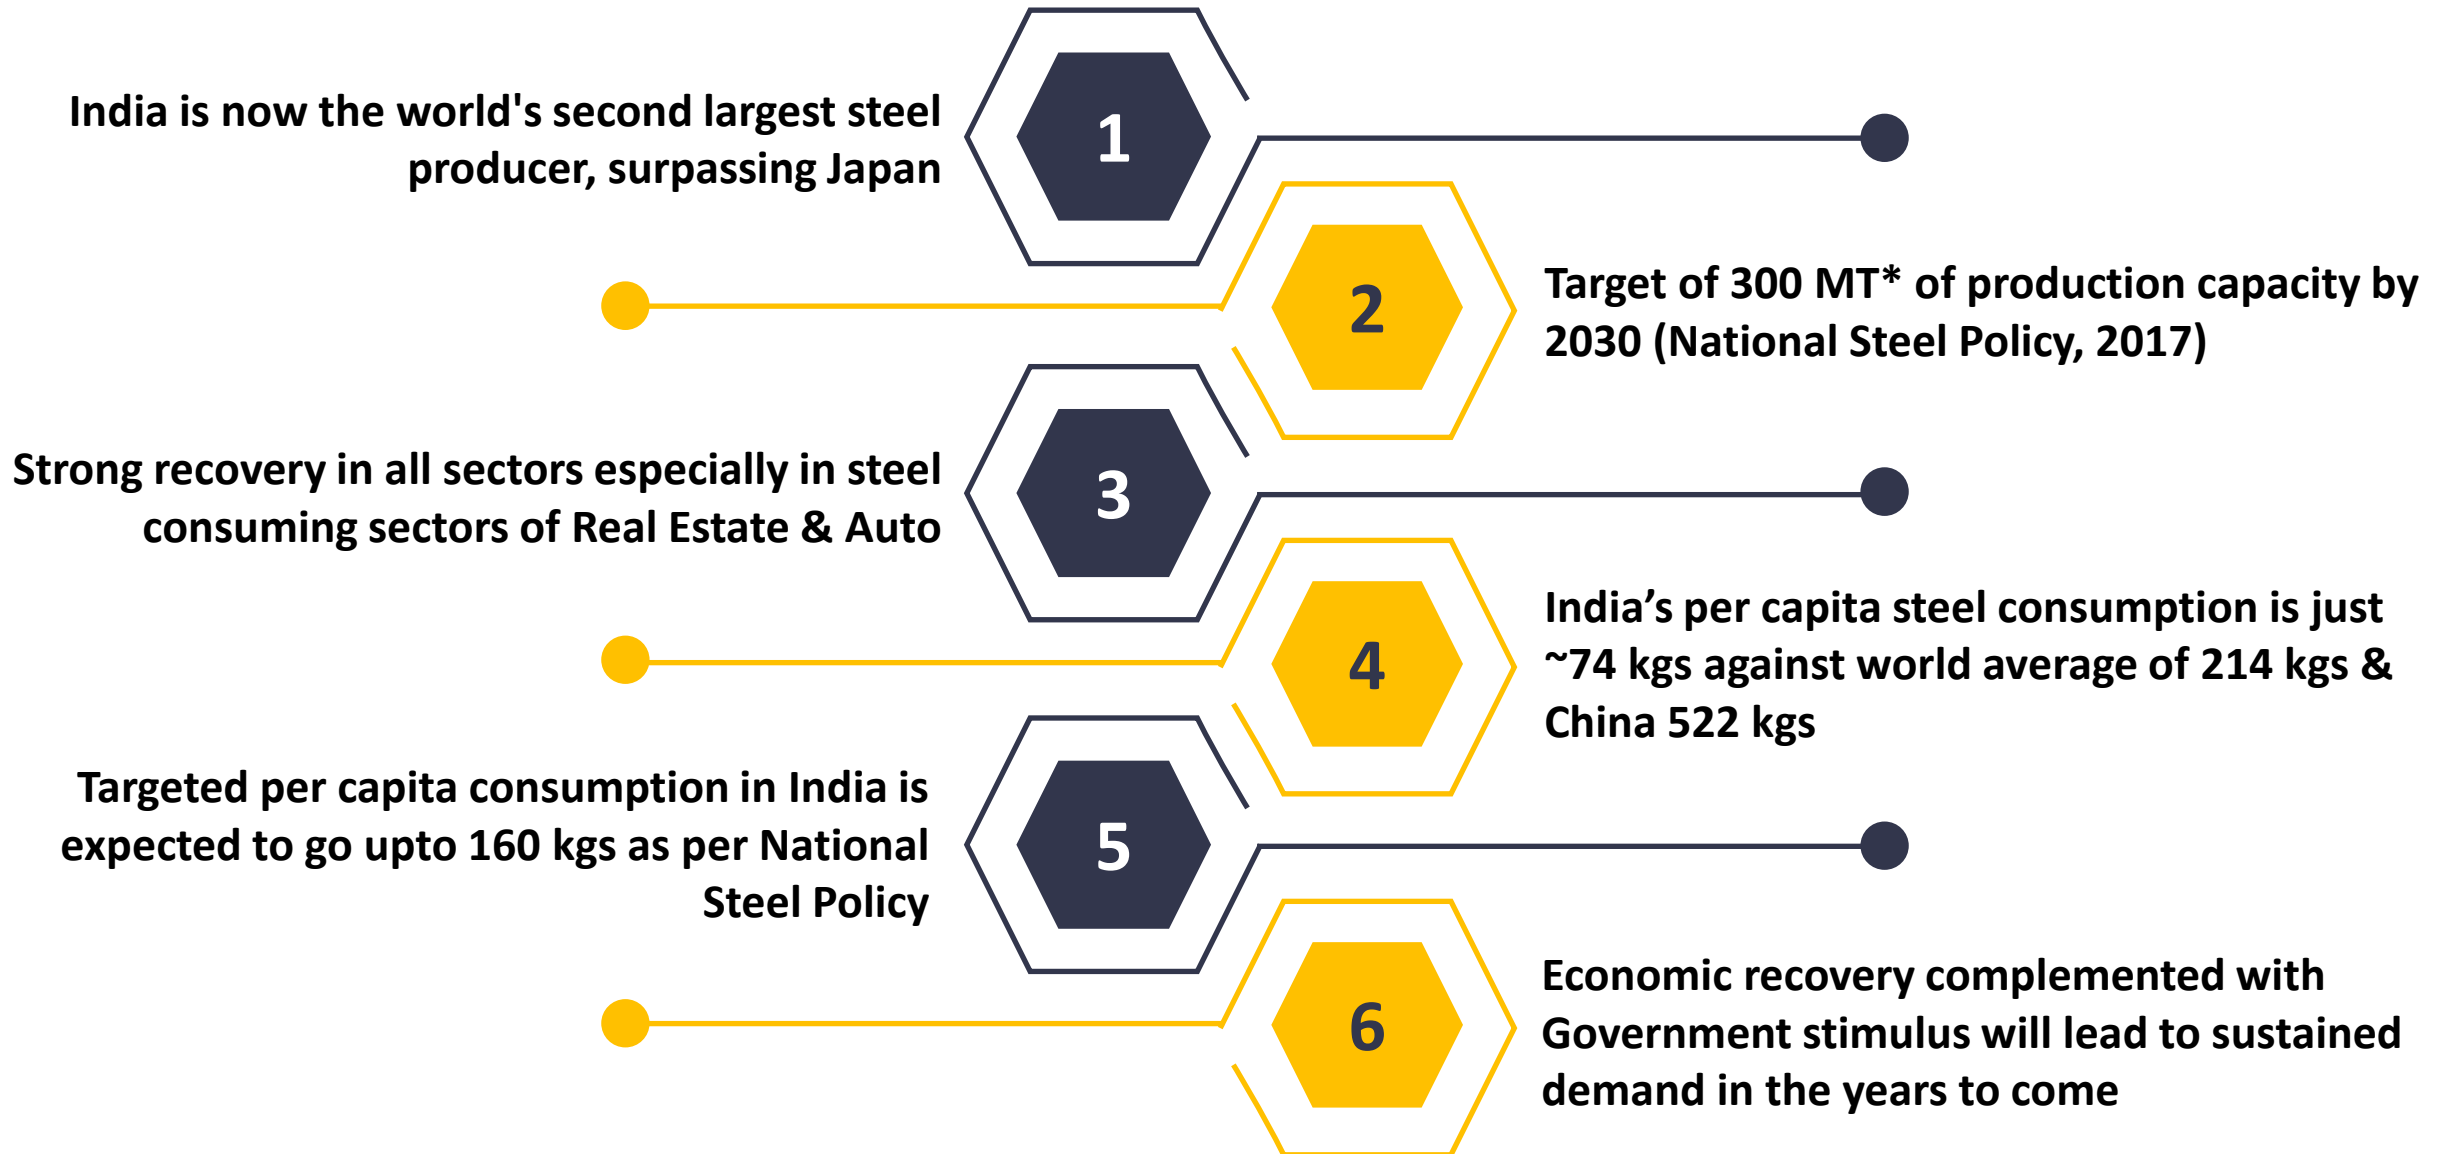 1
India is now the world's second largest steel
producer, surpassing Japan
2
Target of 300 MT* of production capacity by
2030 (National Steel Policy, 2017)
3
Strong recovery in all sectors especially in steel
consuming sectors of Real Estate & Auto
4
India’s per capita steel consumption is just
~74 kgs against world average of 214 kgs &
China 522 kgs
5
Targeted per capita consumption in India is
expected to go upto 160 kgs as per National
Steel Policy
6
Economic recovery complemented with
Government stimulus will lead to sustained
demand in the years to come